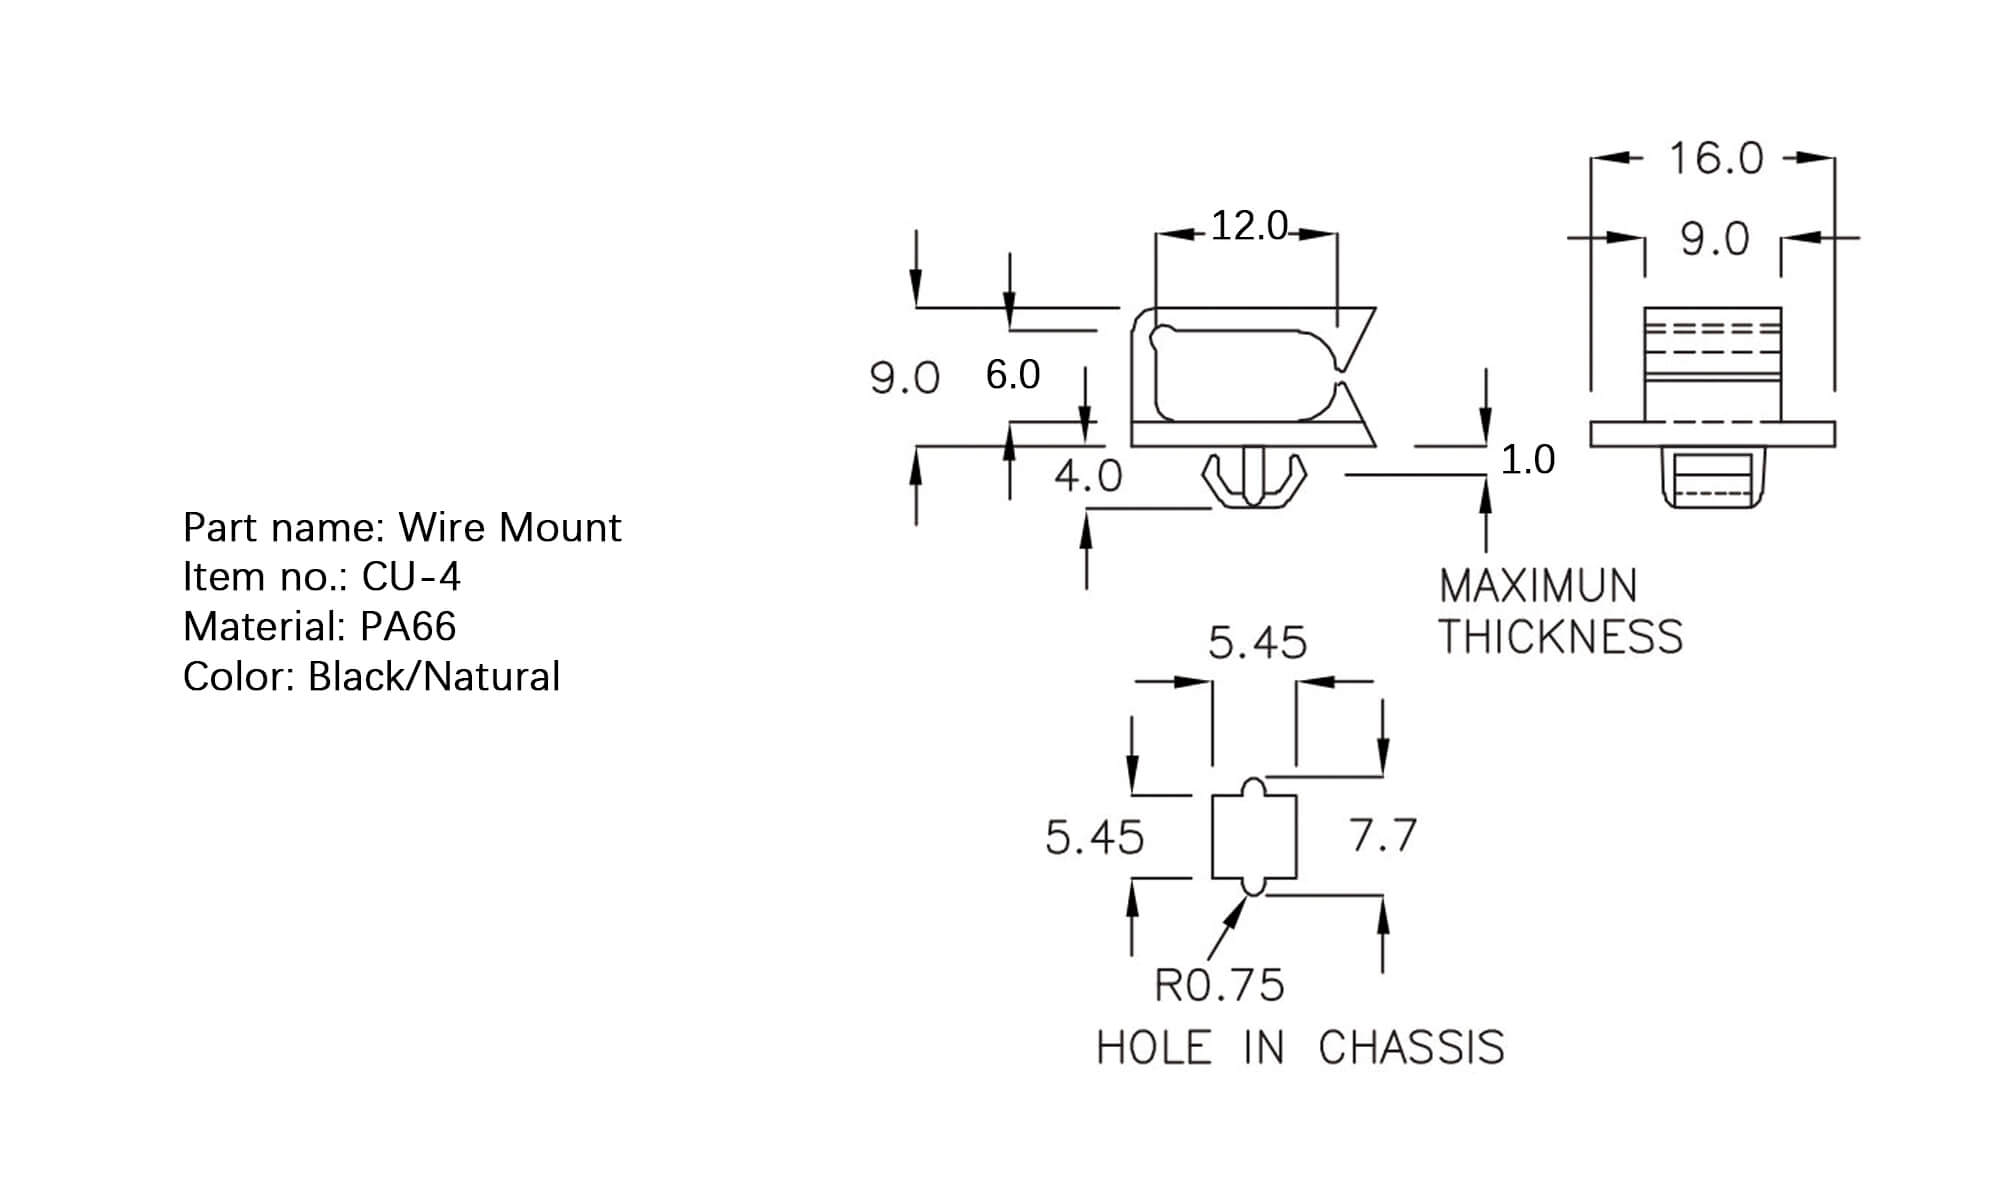 16.0
12.0
9.0
9.0
6.0
4.0
1.0
Part name: Wire Mount
Item no.: CU-4
Material: PA66
Color: Black/Natural
MAXIMUN
THICKNESS
5.45
5.45
7.7
R0.75
HOLE IN CHASSIS